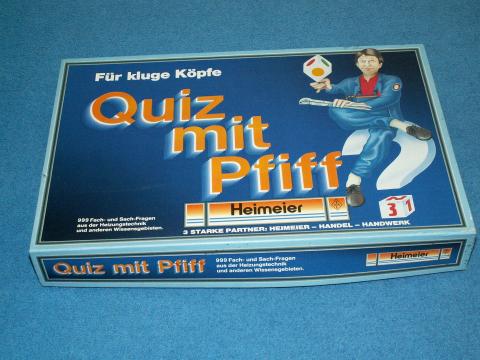 Für kluge Köpfe
Quiz
mit
Pfiff
999 Fach- und Sach-Fragen
aus der Heizungstechnik
und anderen Wissensgebieten.
Heimeier
3 1
3 STARKE PARTNER: HEIMEIER – HANDEL – HANDWERK
Quiz mit Pfiff
999 Fach- und Sach-Fragen
aus der Heizungstechnik
und anderen Wissensgebieten.
Heimeier